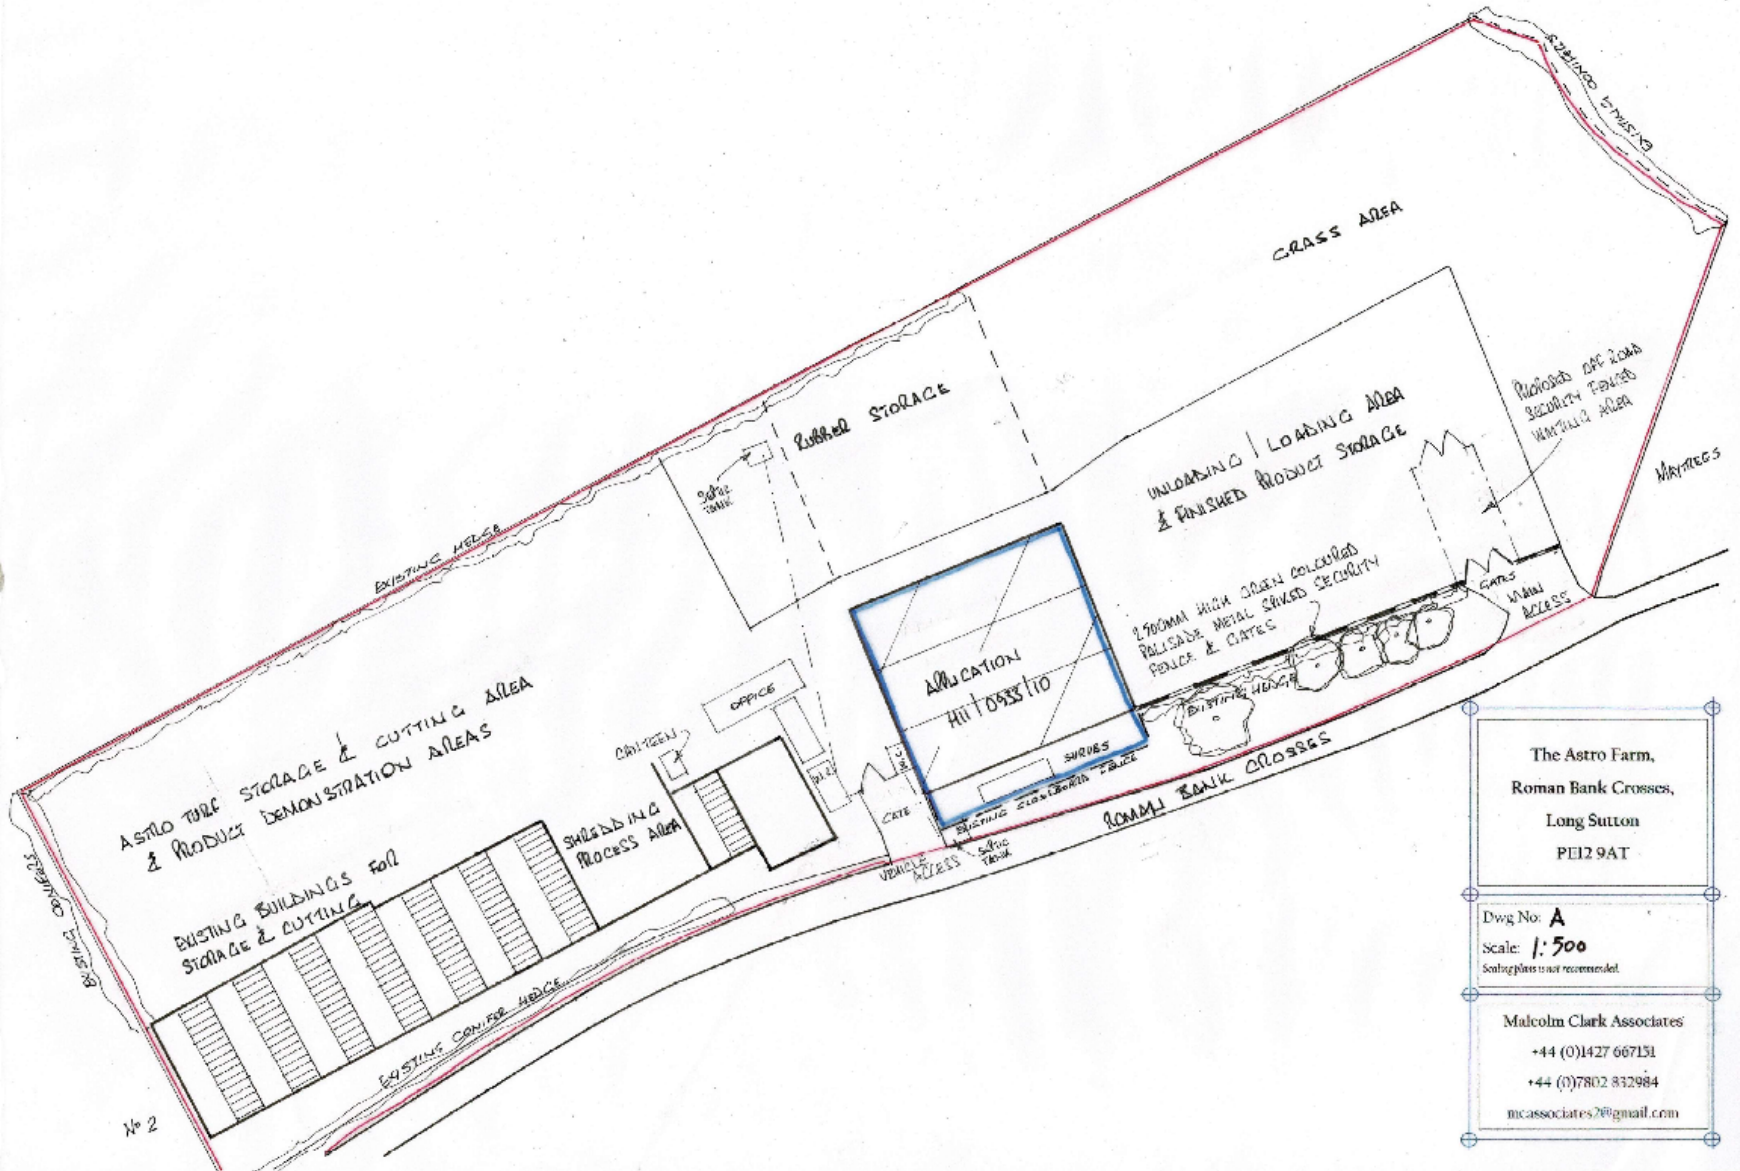 EXISTING CONIFERS
GRASS AREA
PROPOSED OFF ROAD
SECURITY FENCED
WAITING AREA
MAYTREES
RUBBER STORAGE
UNLOADING / LOADING AREA
& FINISHED PRODUCT STORAGE
SEPTIC
TANK
EXISTING HEDGE
2500MM HIGH GREEN COLOURED
PALISADE METAL SPIKED SECURITY
FENCE & GATES
GATES
MAIN
ACCESS
APPLICATION
H11/0933/10
EXISTING HEDGE
SHRUBS
EXISTING CLOSEBOARD FENCE
ROMAN BANK CROSSES
OFFICE
CANTEEN
GATE
VEHICLE
ACCESS
SEPTIC
TANK
ASTRO TURF STORAGE & CUTTING AREA
& PRODUCT DEMONSTRATION AREAS
SHREDDING
PROCESS AREA
EXISTING BUILDINGS FOR
STORAGE & CUTTING
EXISTING CONIFERS
EXISTING CONIFER HEDGE
No 2
The Astro Farm,
Roman Bank Crosses,
Long Sutton
PE12 9AT
Dwg No: A
Scale: 1:500
Scaling plans is not recommended.
Malcolm Clark Associates
+44 (0)1427 667151
+44 (0)7802 832984
mcassociates2@gmail.com